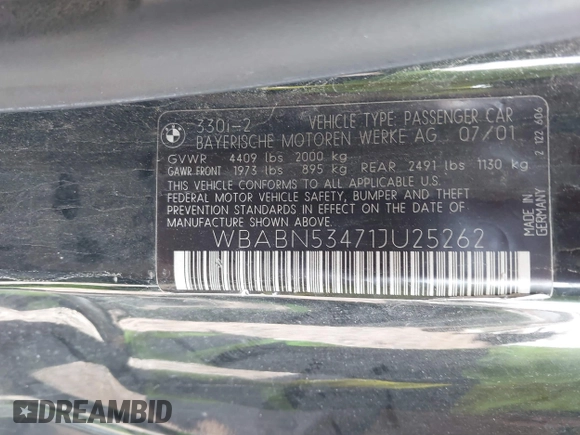 330i-2 VEHICLE TYPE: PASSENGER CAR
BAYERISCHE MOTOREN WERKE AG 07/01
GVWR 4409 lbs 2000 kg
GAWR FRONT 1973 lbs 895 kg REAR 2491 lbs 1130 kg
THIS VEHICLE CONFORMS TO ALL APPLICABLE U.S.
FEDERAL MOTOR VEHICLE SAFETY, BUMPER AND THEFT
PREVENTION STANDARDS IN EFFECT ON THE DATE OF
MANUFACTURE SHOWN ABOVE.
WBABN53471JU25262
MADE IN
GERMANY
2 122 606
DREAMBID